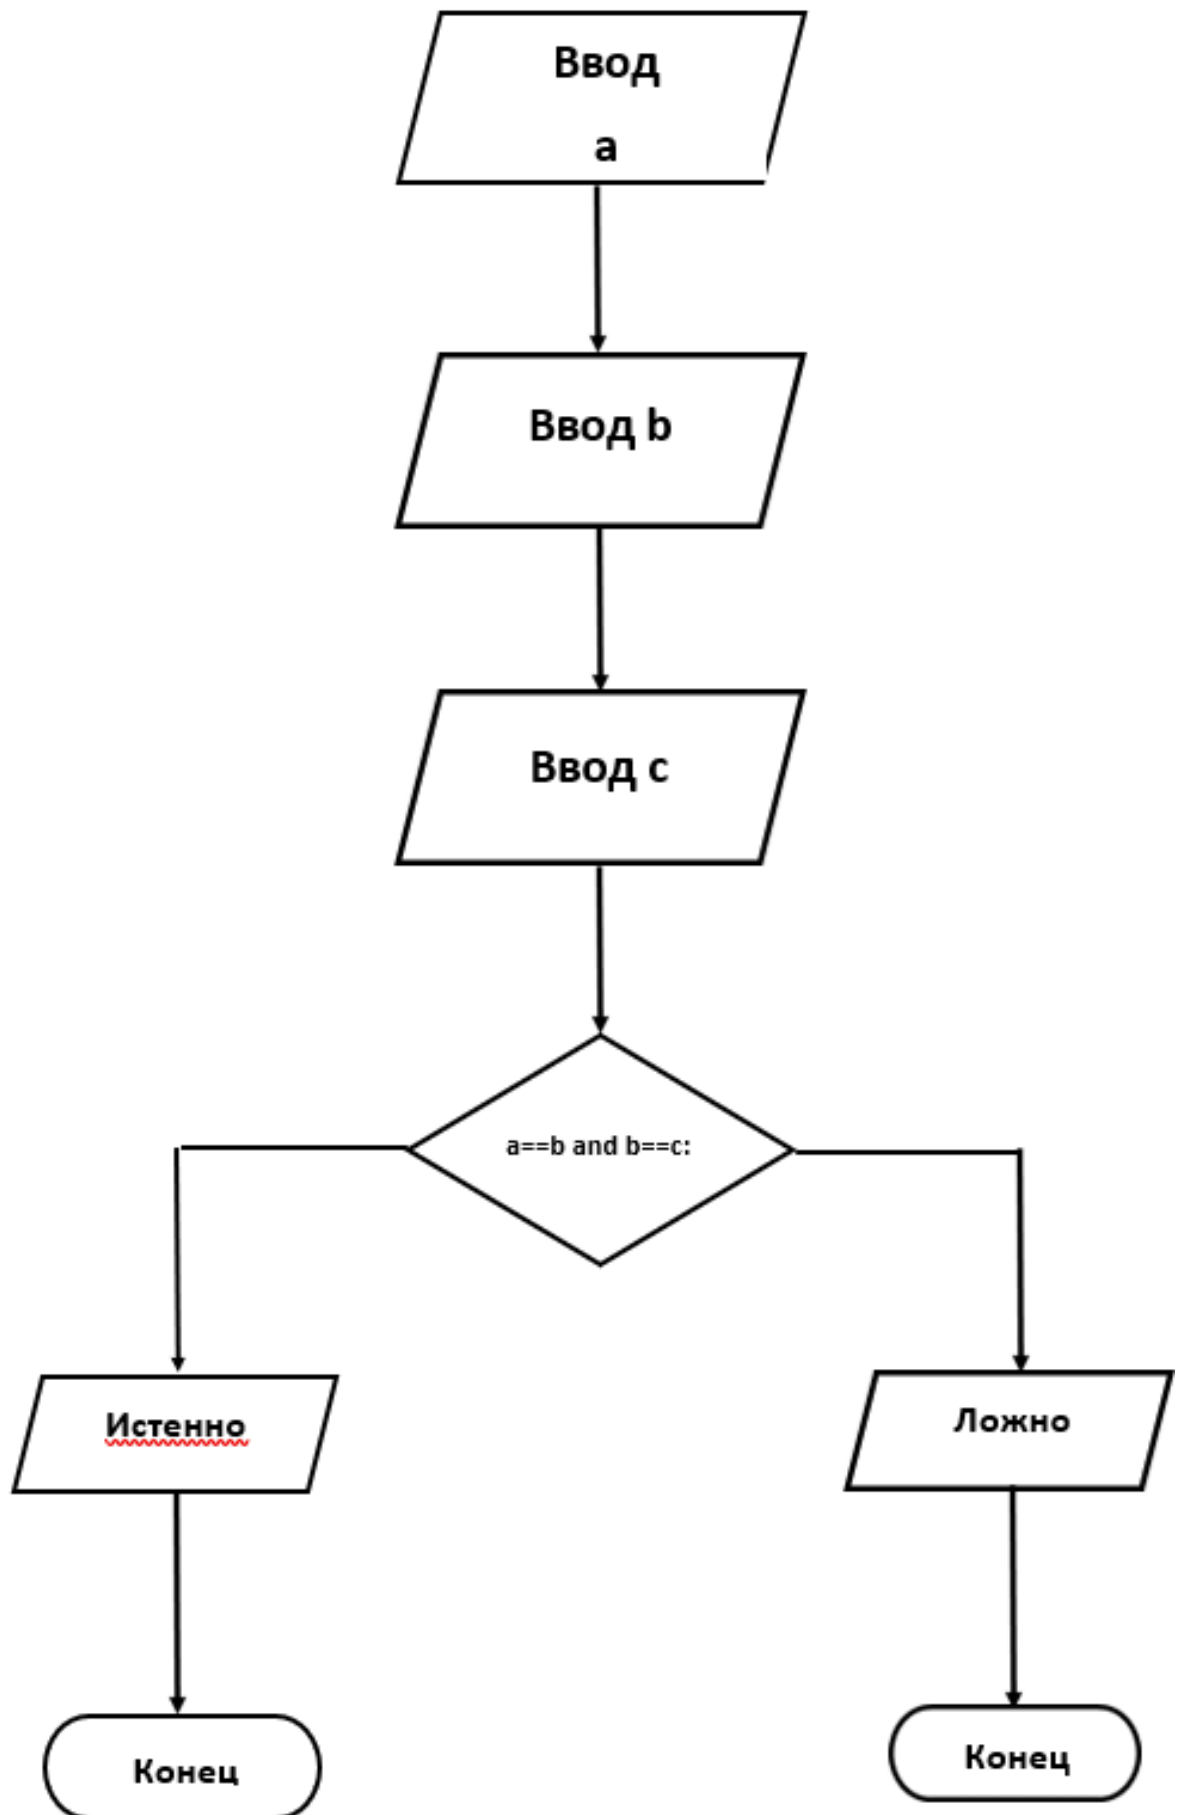 Ввод
a
Ввод b
Ввод c
a==b and b==c:
Истенно
Ложно
Конец
Конец